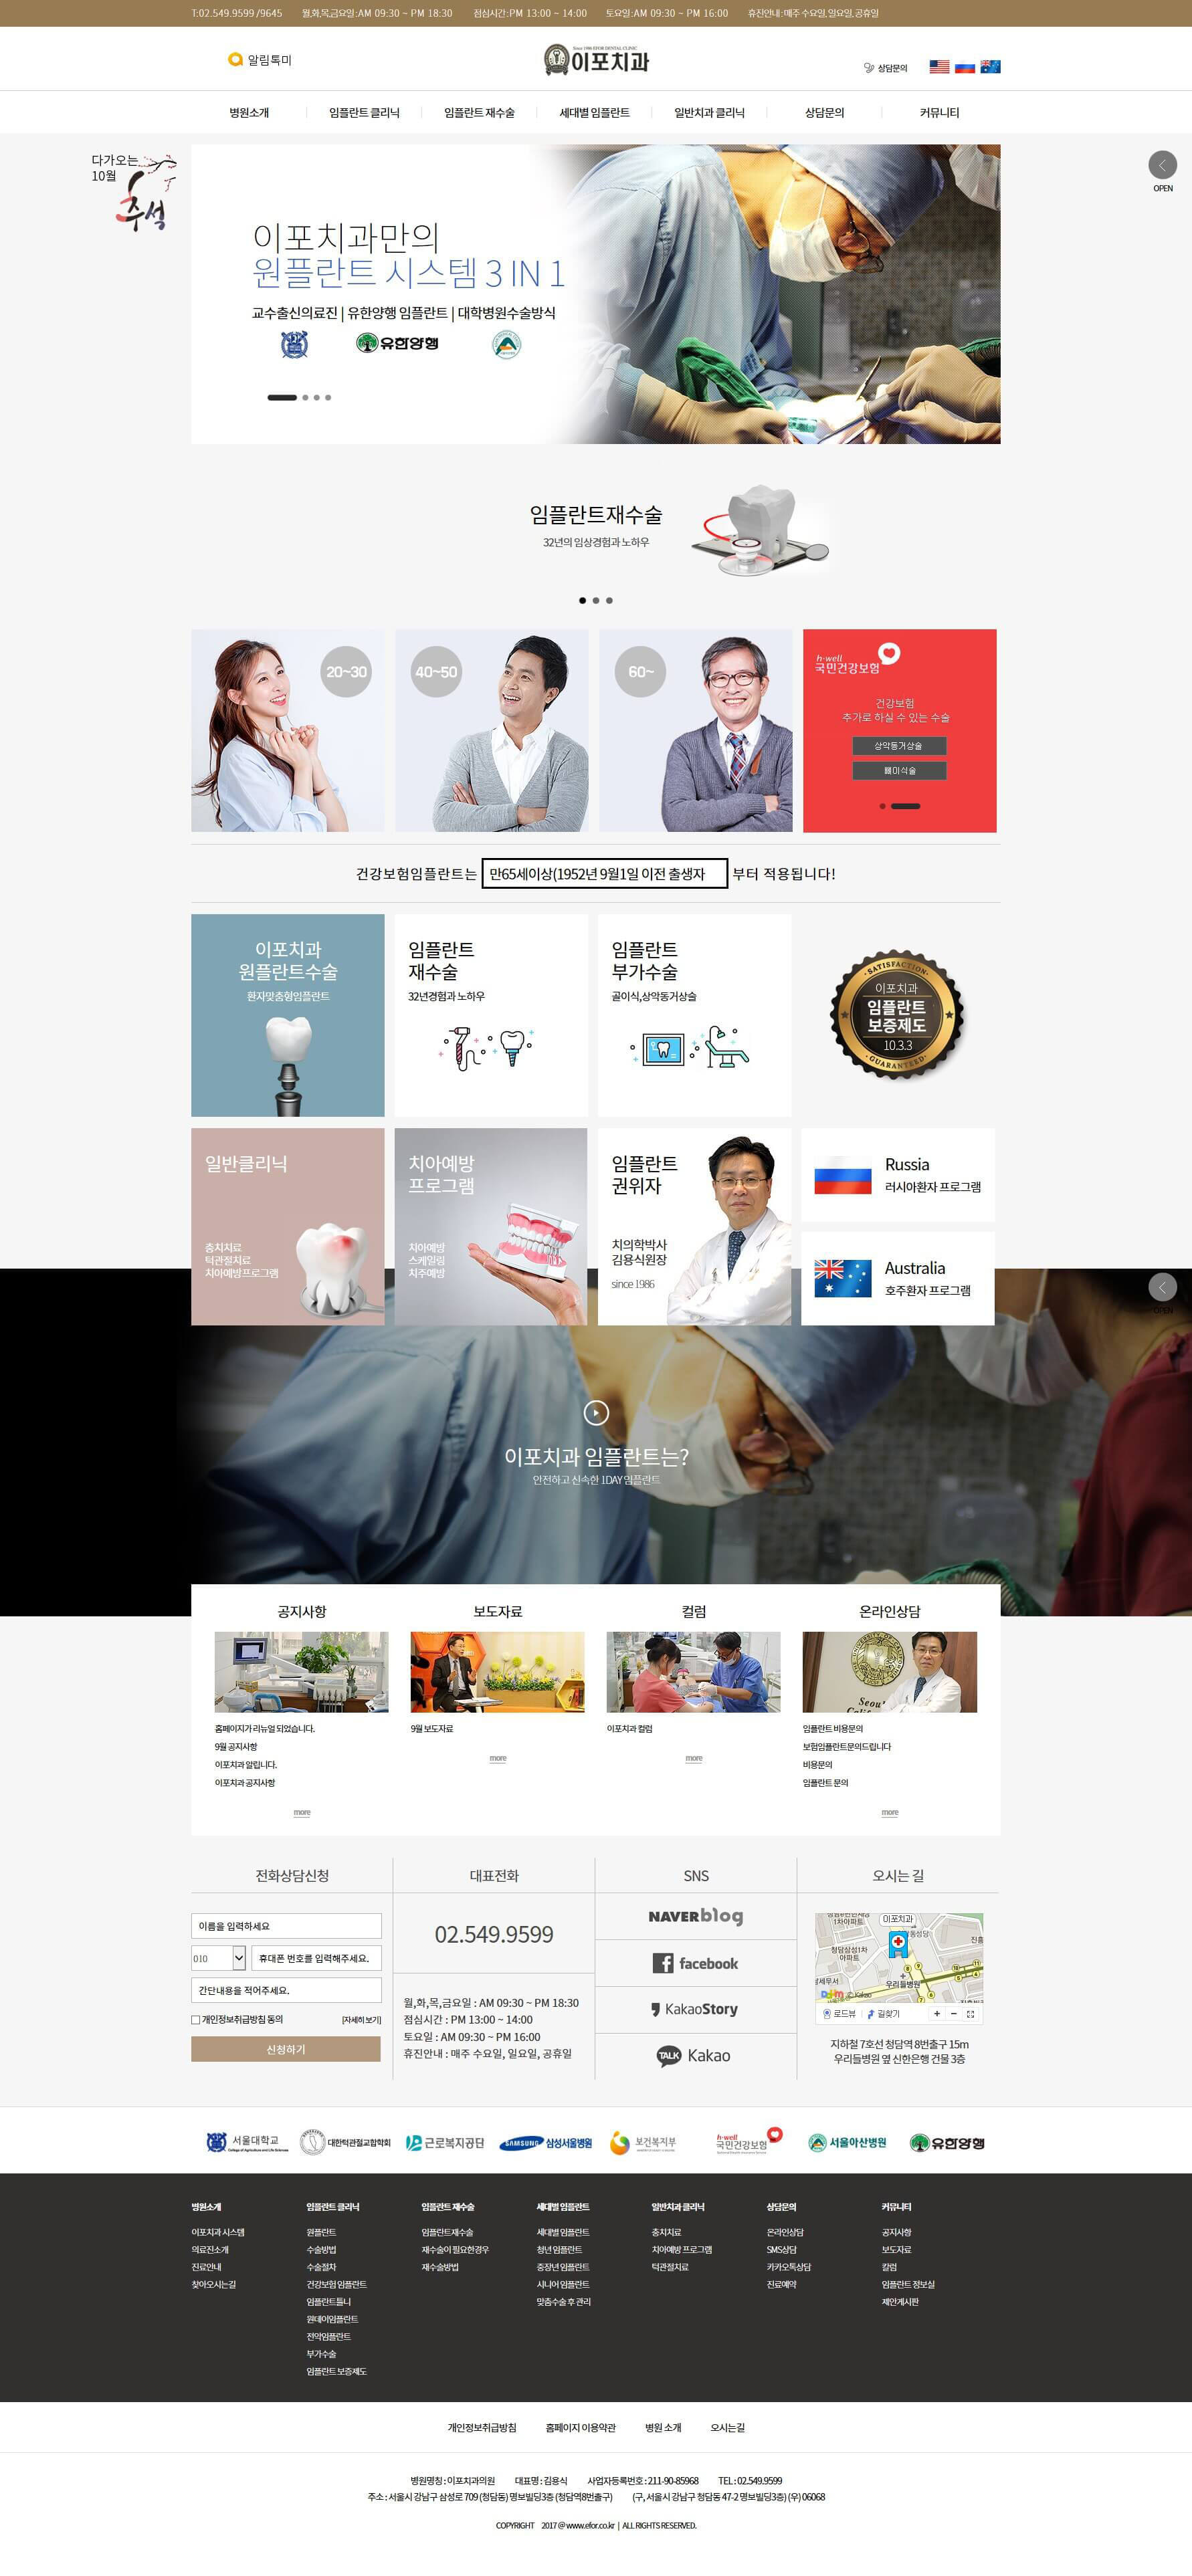 T:02.549.9599 /9645 월,화,목,금요일:AM 09:30 ~ PM 18:30 점심시간:PM 13:00 ~ 14:00 토요일:AM 09:30 ~ PM 16:00 휴진안내:매주 수요일, 일요일, 공휴일
알림톡미
Since 1986 EFOR DENTAL CLINIC
이포치과
상담문의
병원소개 임플란트 클리닉 임플란트 재수술 세대별 임플란트 일반치과 클리닉 상담문의 커뮤니티
다가오는
10월
추석
OPEN
이포치과만의
원플란트 시스템 3 IN 1
교수출신의료진 | 유한양행 임플란트 | 대학병원수술방식
유한양행
임플란트재수술
32년의 임상경험과 노하우
20~30
40~50
60~
h-well
국민건강보험
건강보험
추가로 하실 수 있는 수술
상악동거상술
뼈이식술
건강보험임플란트는 만65세이상(1952년 9월1일 이전 출생자 부터 적용됩니다!
이포치과
원플란트수술
환자맞춤형임플란트
임플란트
재수술
32년경험과 노하우
임플란트
부가수술
골이식,상악동거상술
SATISFACTION
이포치과
임플란트
보증제도
10.3.3
GUARANTEED
일반클리닉
충치치료
턱관절치료
치아예방프로그램
치아예방
프로그램
치아예방
스케일링
치주예방
임플란트
권위자
치의학박사
김용식원장
since 1986
Russia
러시아환자 프로그램
Australia
호주환자 프로그램
OPEN
이포치과 임플란트는?
안전하고 신속한 1DAY 임플란트
공지사항
홈페이지가 리뉴얼 되었습니다.
9월 공지사항
이포치과 알립니다.
이포치과 공지사항
more
보도자료
9월 보도자료
more
컬럼
이포치과 컬럼
more
온라인상담
임플란트 비용문의
보험임플란트문의드립니다
비용문의
임플란트 문의
more
전화상담신청
이름을 입력하세요
010 휴대폰 번호를 입력해주세요.
간단내용을 적어주세요.
개인정보취급방침 동의 [자세히보기]
신청하기
대표전화
02.549.9599
월,화,목,금요일 : AM 09:30 ~ PM 18:30
점심시간 : PM 13:00 ~ 14:00
토요일 : AM 09:30 ~ PM 16:00
휴진안내 : 매주 수요일, 일요일, 공휴일
SNS
NAVER blog
facebook
KakaoStory
TALK Kakao
오시는 길
이포치과
1차아파트
청담삼성1차
아파트
우리들병원
© Kakao
로드뷰 길찾기
지하철 7호선 청담역 8번출구 15m
우리들병원 옆 신한은행 건물 3층
서울대학교
College of Agriculture and Life Sciences
대한턱관절교합학회
근로복지공단
SAMSUNG 삼성서울병원
보건복지부
h-well
국민건강보험
서울아산병원
유한양행
병원소개
이포치과 시스템
의료진소개
진료안내
찾아오시는길
임플란트 클리닉
원플란트
수술방법
수술절차
건강보험 임플란트
임플란트틀니
원데이임플란트
전악임플란트
부가수술
임플란트 보증제도
임플란트 재수술
임플란트재수술
재수술이 필요한경우
재수술방법
세대별 임플란트
세대별 임플란트
청년 임플란트
중장년 임플란트
시니어 임플란트
맞춤수술 후 관리
일반치과 클리닉
충치치료
치아예방 프로그램
턱관절치료
상담문의
온라인상담
SMS상담
카카오톡상담
진료예약
커뮤니티
공지사항
보도자료
칼럼
임플란트 정보실
제안게시판
개인정보취급방침 홈페이지 이용약관 병원 소개 오시는길
병원명칭 : 이포치과의원 대표명 : 김용식 사업자등록번호 : 211-90-85968 TEL : 02.549.9599
주소 : 서울시 강남구 삼성로 709 (청담동) 명보빌딩3층 (청담역8번출구) (구, 서울시 강남구 청담동 47-2 명보빌딩3층) (우) 06068
COPYRIGHT 2017 @ www.efor.co.kr | ALL RIGHTS RESERVED.